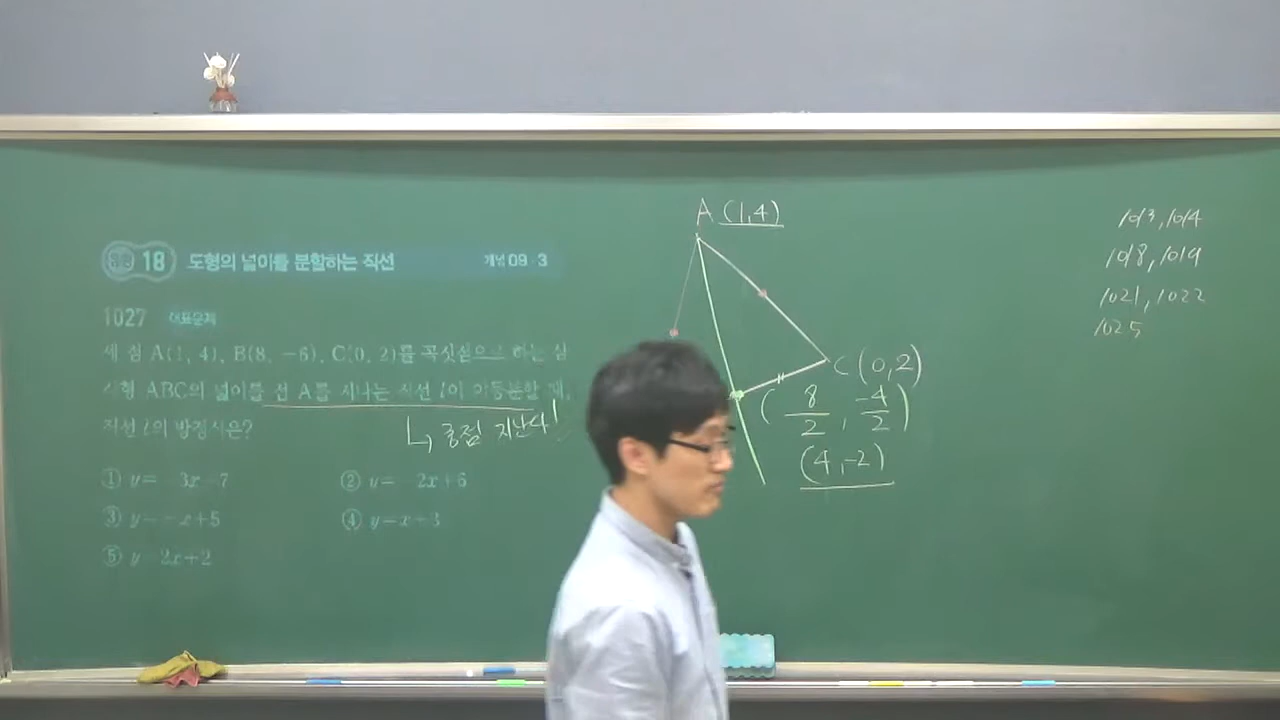 18 도형의 넓이를 분할하는 직선 개념 09-3
1027 대표문제
세 점 A(1, 4), B(8, -6), C(0, 2)를 꼭짓점으로 하는 삼
각형 ABC의 넓이를 점 A를 지나는 직선 l이 이등분할 때,
직선 l의 방정식은?
↳ 중점 지난다!
① y=-3x-7 ② y=-2x+6
③ y=-x+5 ④ y=x+3
⑤ y=2x+2
A (1,4)
C (0,2)
( 8/2 , -4/2 )
(4,-2)
1013, 1014
1018, 1019
1021, 1022
1025